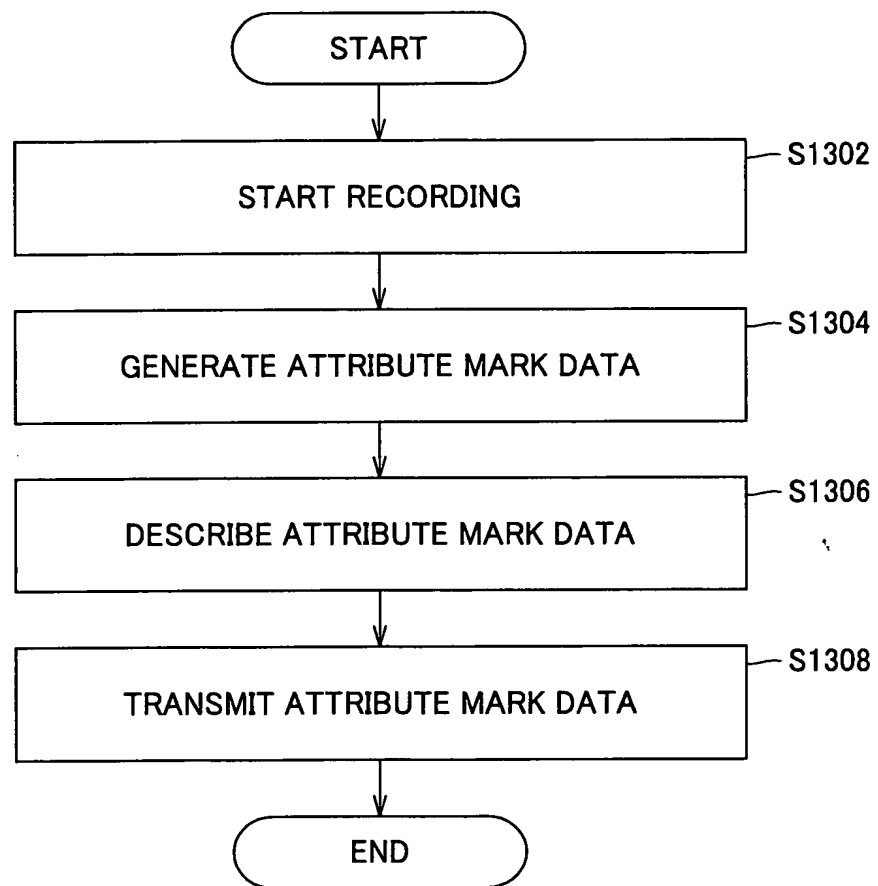 START
START RECORDING
S1302
GENERATE ATTRIBUTE MARK DATA
S1304
DESCRIBE ATTRIBUTE MARK DATA
S1306
TRANSMIT ATTRIBUTE MARK DATA
S1308
END